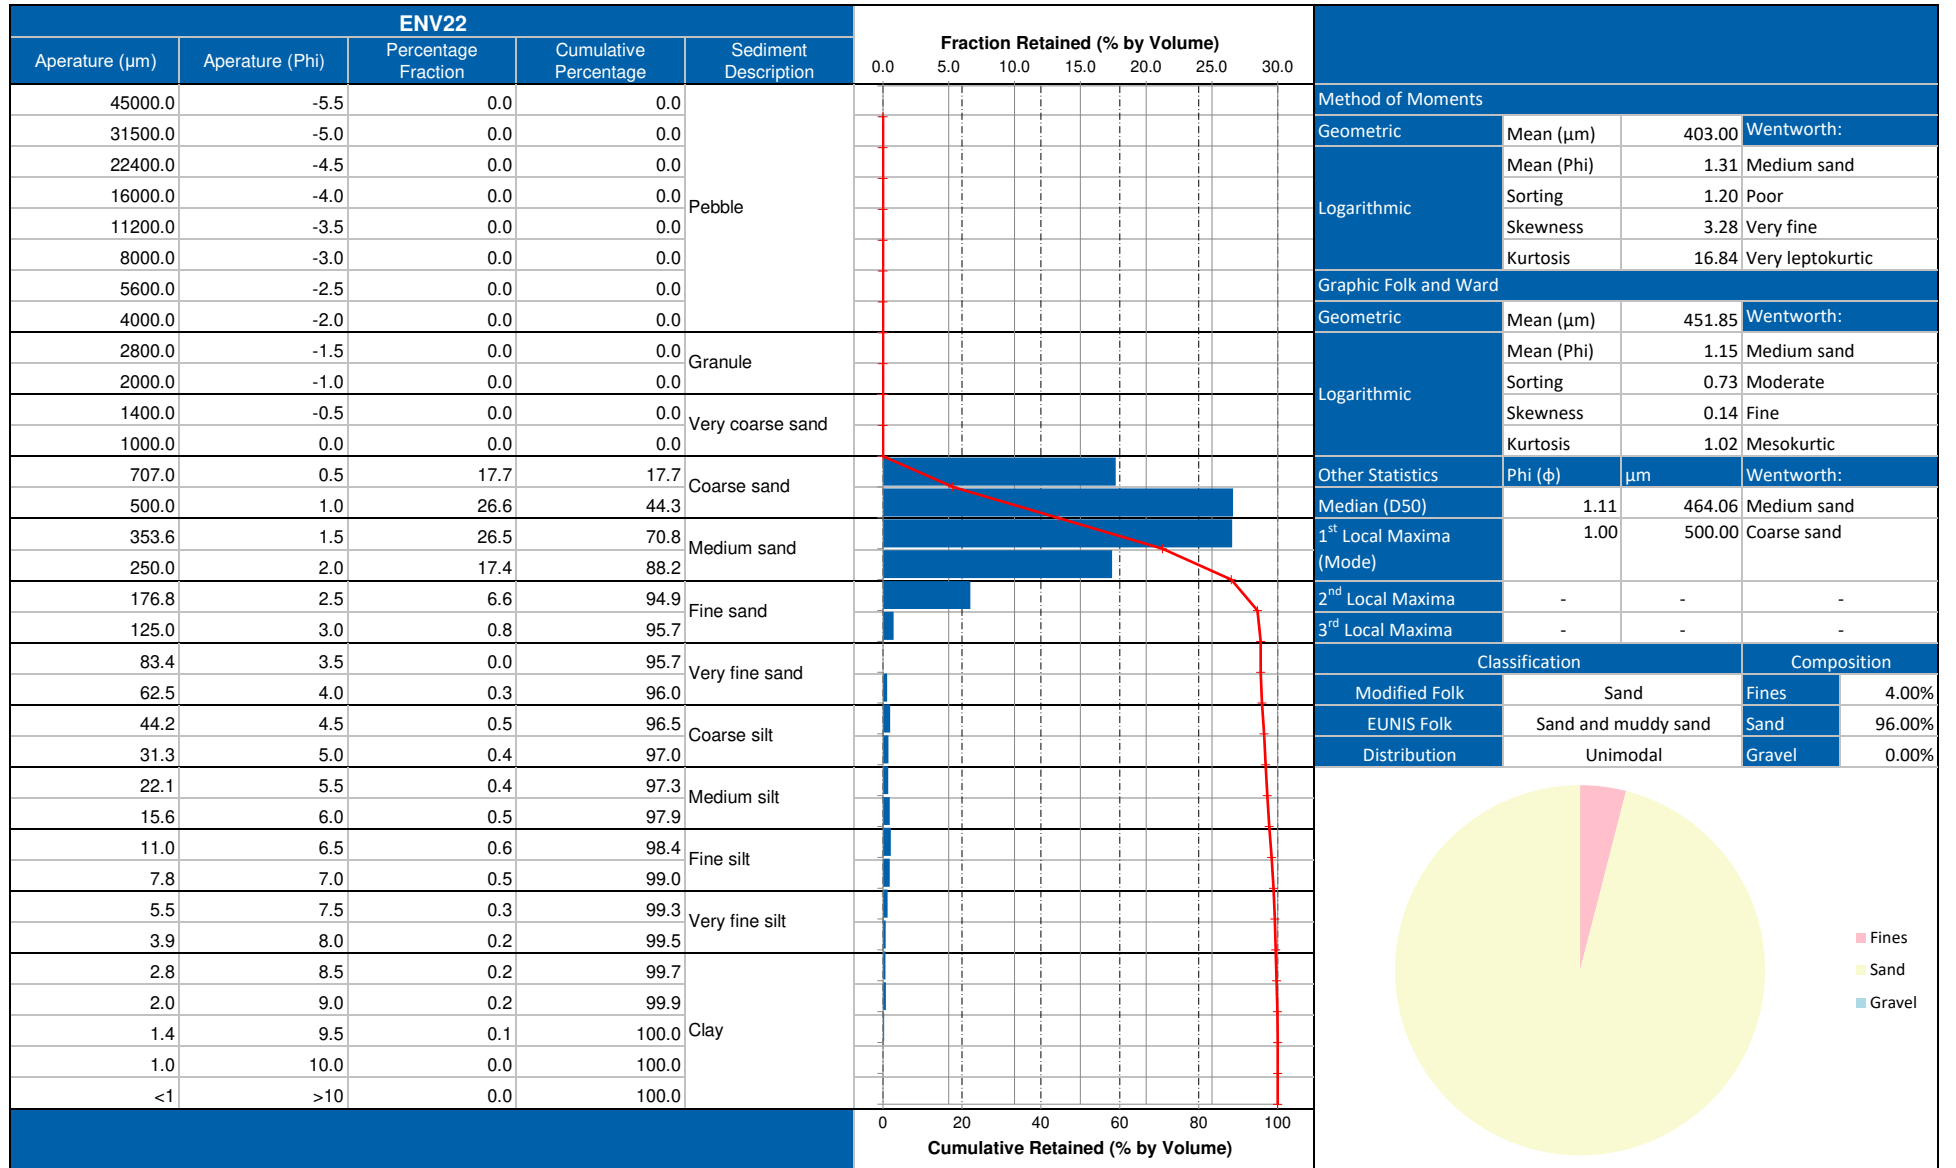 ENV22
Aperature (µm) Aperature (Phi) Percentage Fraction Cumulative Percentage Sediment Description
45000.0 -5.5 0.0 0.0
31500.0 -5.0 0.0 0.0
22400.0 -4.5 0.0 0.0
16000.0 -4.0 0.0 0.0 Pebble
11200.0 -3.5 0.0 0.0
8000.0 -3.0 0.0 0.0
5600.0 -2.5 0.0 0.0
4000.0 -2.0 0.0 0.0
2800.0 -1.5 0.0 0.0 Granule
2000.0 -1.0 0.0 0.0
1400.0 -0.5 0.0 0.0 Very coarse sand
1000.0 0.0 0.0 0.0
707.0 0.5 17.7 17.7 Coarse sand
500.0 1.0 26.6 44.3
353.6 1.5 26.5 70.8 Medium sand
250.0 2.0 17.4 88.2
176.8 2.5 6.6 94.9 Fine sand
125.0 3.0 0.8 95.7
83.4 3.5 0.0 95.7 Very fine sand
62.5 4.0 0.3 96.0
44.2 4.5 0.5 96.5 Coarse silt
31.3 5.0 0.4 97.0
22.1 5.5 0.4 97.3 Medium silt
15.6 6.0 0.5 97.9
11.0 6.5 0.6 98.4 Fine silt
7.8 7.0 0.5 99.0
5.5 7.5 0.3 99.3 Very fine silt
3.9 8.0 0.2 99.5
2.8 8.5 0.2 99.7
2.0 9.0 0.2 99.9
1.4 9.5 0.1 100.0 Clay
1.0 10.0 0.0 100.0
<1 >10 0.0 100.0
Fraction Retained (% by Volume)
0.0 5.0 10.0 15.0 20.0 25.0 30.0
0 20 40 60 80 100
Cumulative Retained (% by Volume)
Method of Moments
Geometric Mean (µm) 403.00 Wentworth:
Mean (Phi) 1.31 Medium sand
Logarithmic Sorting 1.20 Poor
Skewness 3.28 Very fine
Kurtosis 16.84 Very leptokurtic
Graphic Folk and Ward
Geometric Mean (µm) 451.85 Wentworth:
Mean (Phi) 1.15 Medium sand
Logarithmic Sorting 0.73 Moderate
Skewness 0.14 Fine
Kurtosis 1.02 Mesokurtic
Other Statistics Phi (ϕ) µm Wentworth:
Median (D50) 1.11 464.06 Medium sand
1st Local Maxima (Mode) 1.00 500.00 Coarse sand
2nd Local Maxima - - -
3rd Local Maxima - - -
Classification Composition
Modified Folk Sand Fines 4.00%
EUNIS Folk Sand and muddy sand Sand 96.00%
Distribution Unimodal Gravel 0.00%
Fines
Sand
Gravel